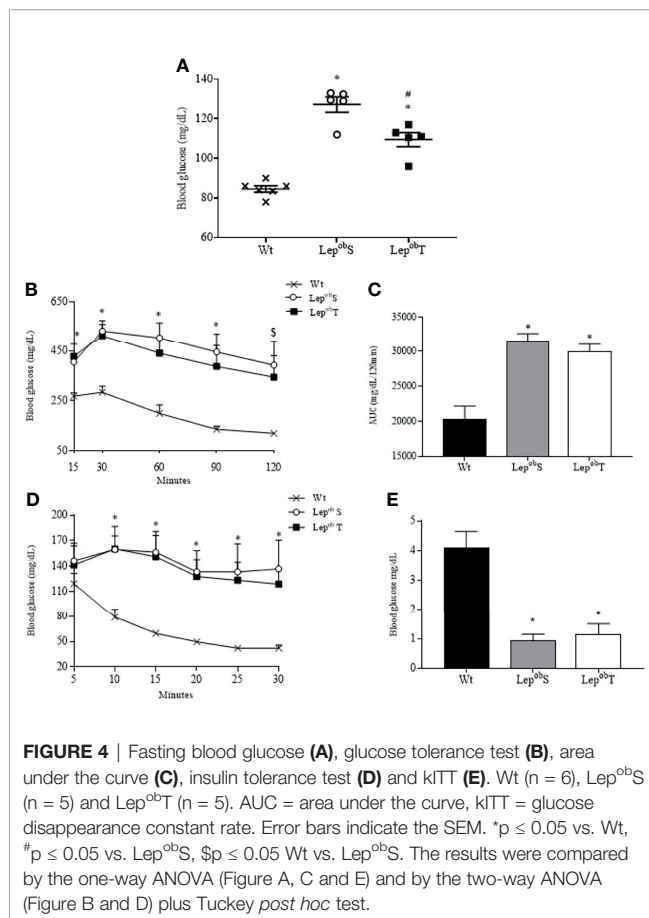 A
Blood glucose (mg/dL)
140
120
100
80
60
*
#
*
Wt
LepobS
LepobT
B
Wt
LepobS
LepobT
Blood glucose (mg/dL)
650
450
250
50
* * * * $
15 30 60 90 120
Minutes
C
AUC (mg/dL/120min)
35000
30000
25000
20000
15000
* *
Wt LepobS LepobT
D
Wt
LepobS
LepobT
Blood glucose (mg/dL)
200
170
140
110
80
50
20
* * * * *
5 10 15 20 25 30
Minutes
E
Blood glucose mg/dL
5
4
3
2
1
0
* *
Wt LepobS LepobT
FIGURE 4 | Fasting blood glucose (A), glucose tolerance test (B), area
under the curve (C), insulin tolerance test (D) and kITT (E). Wt (n = 6), LepobS
(n = 5) and LepobT (n = 5). AUC = area under the curve, kITT = glucose
disappearance constant rate. Error bars indicate the SEM. *p ≤ 0.05 vs. Wt,
#p ≤ 0.05 vs. LepobS, $p ≤ 0.05 Wt vs. LepobS. The results were compared
by the one-way ANOVA (Figure A, C and E) and by the two-way ANOVA
(Figure B and D) plus Tuckey post hoc test.